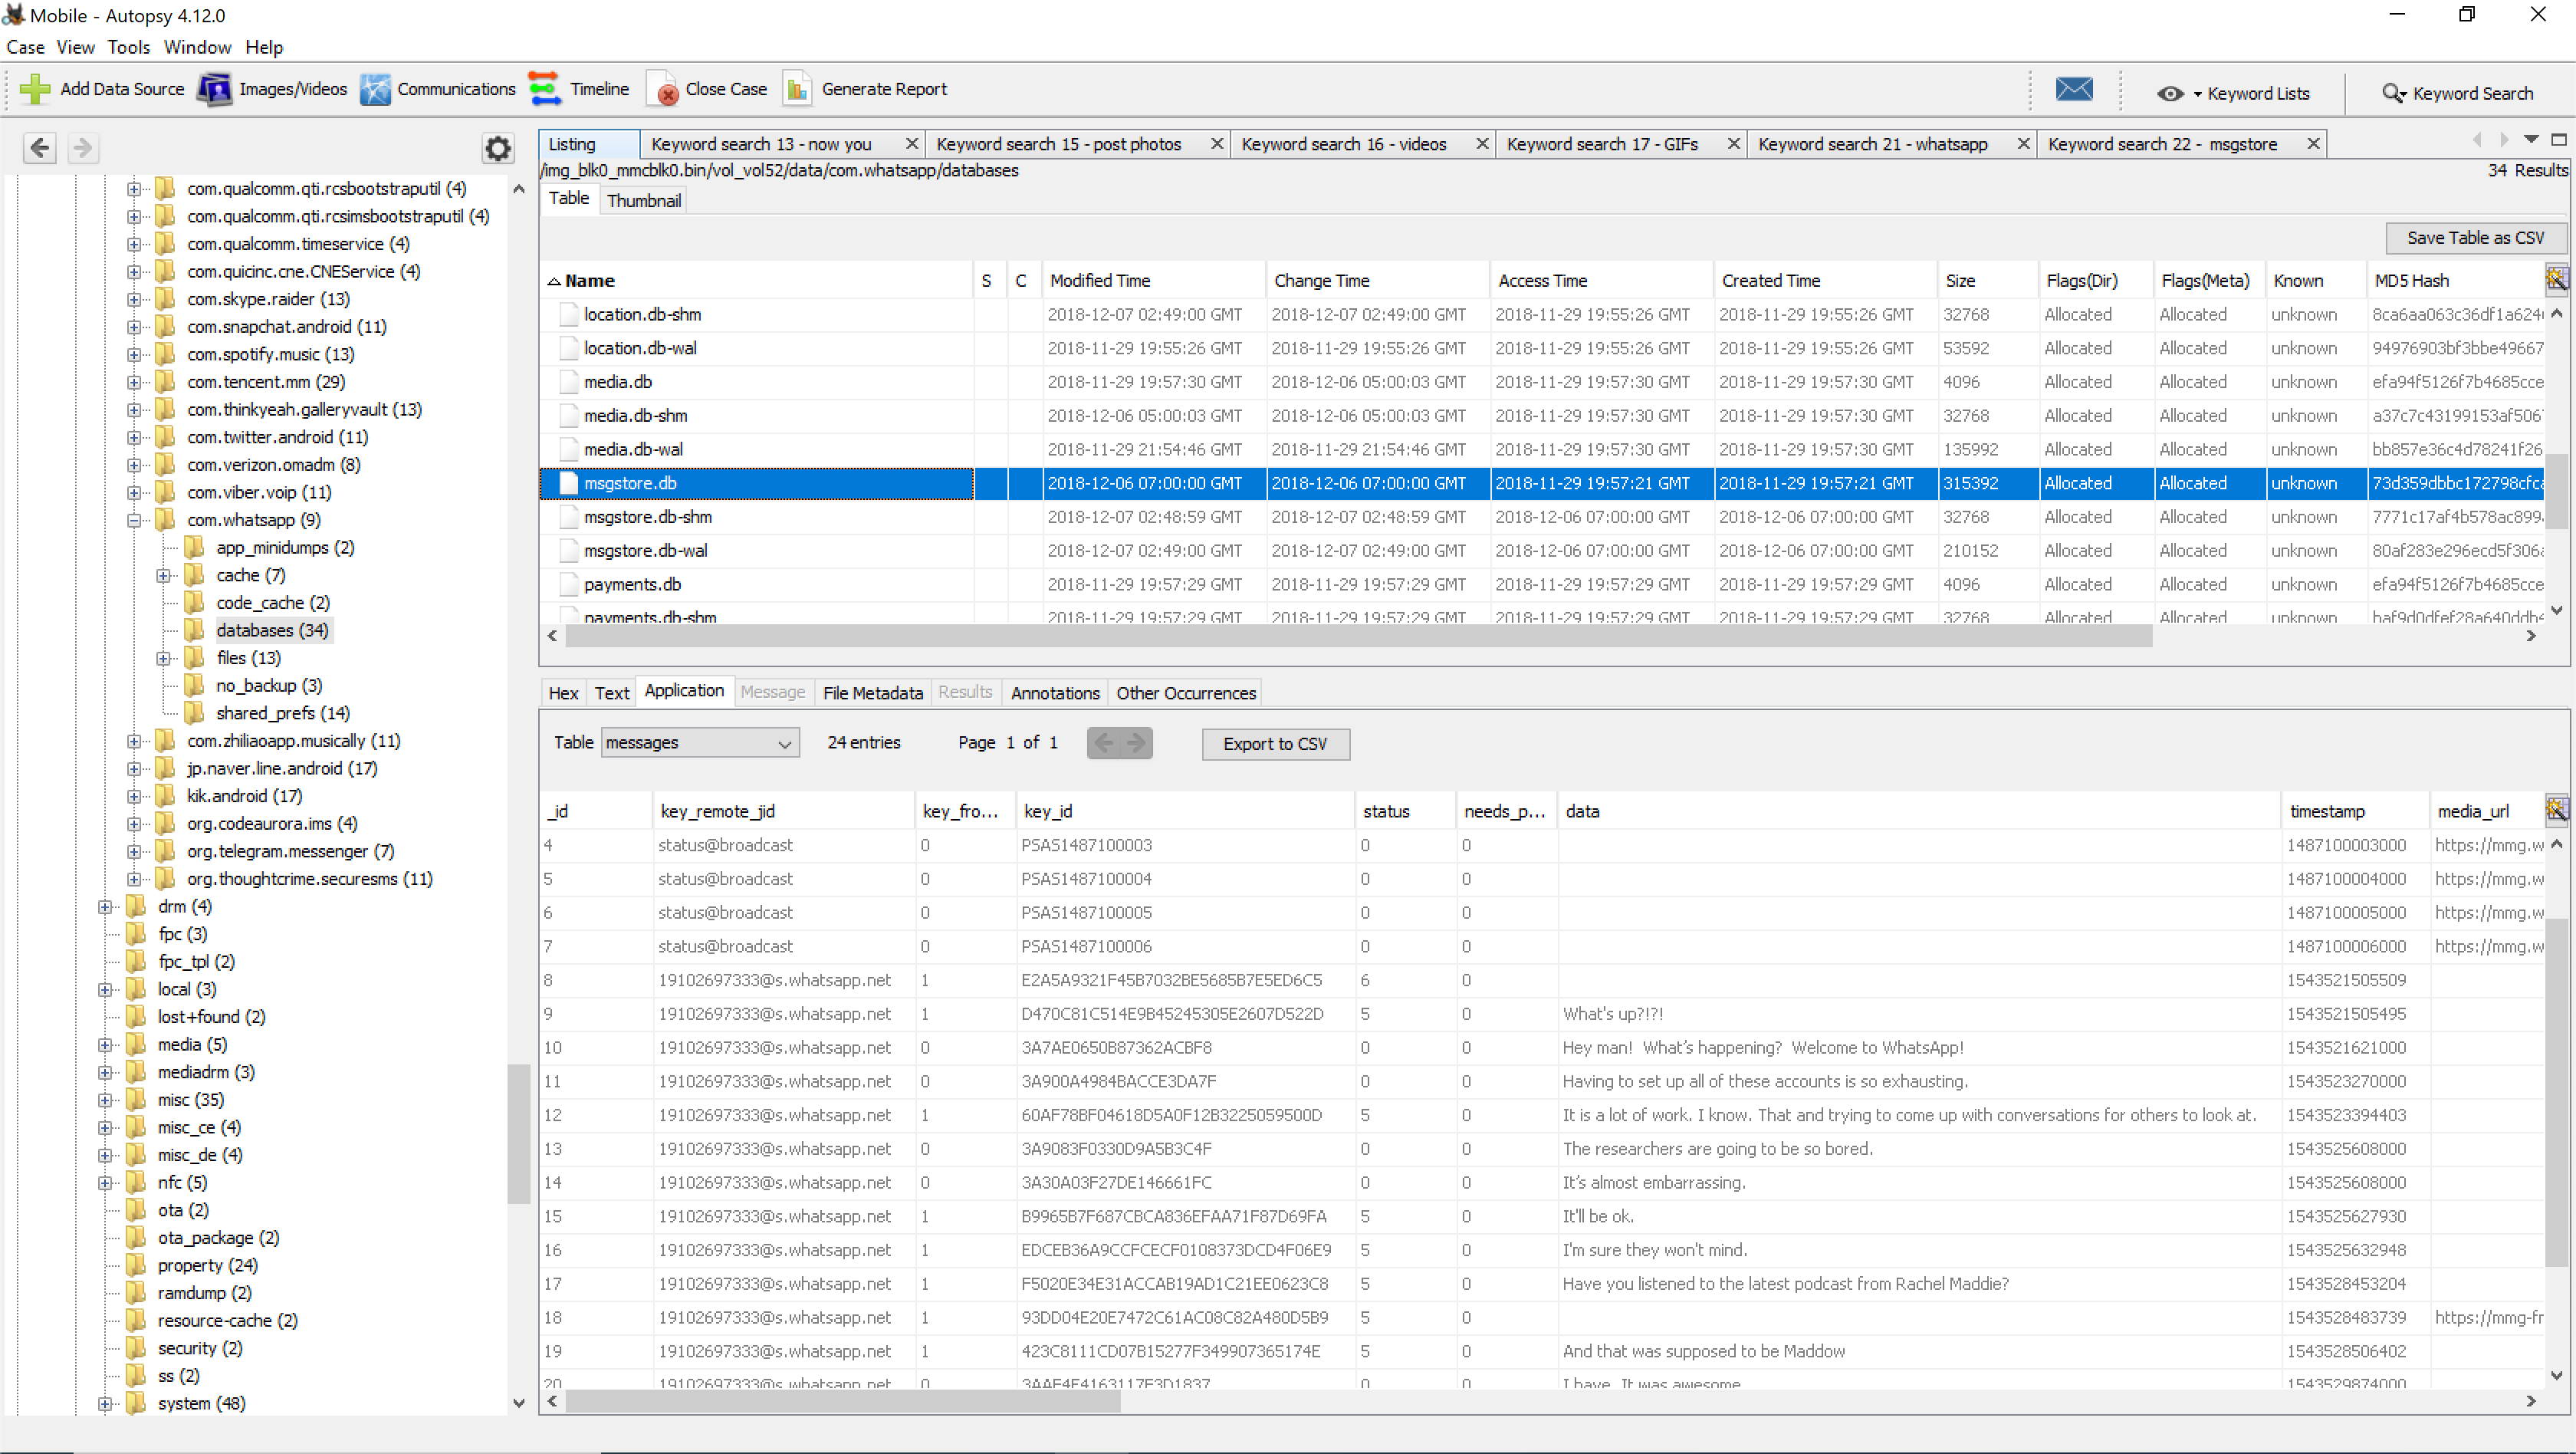 Mobile - Autopsy 4.12.0
Case View Tools Window Help
Add Data Source Images/Videos Communications Timeline Close Case Generate Report Keyword Lists Keyword Search
Listing Keyword search 13 - now you Keyword search 15 - post photos Keyword search 16 - videos Keyword search 17 - GIFs Keyword search 21 - whatsapp Keyword search 22 - msgstore
/img_blk0_mmcblk0.bin/vol_vol52/data/com.whatsapp/databases 34 Results
Table Thumbnail
Save Table as CSV
Name S C Modified Time Change Time Access Time Created Time Size Flags(Dir) Flags(Meta) Known MD5 Hash
location.db-shm 2018-12-07 02:49:00 GMT 2018-12-07 02:49:00 GMT 2018-11-29 19:55:26 GMT 2018-11-29 19:55:26 GMT 32768 Allocated Allocated unknown 8ca6aa063c36df1a624
location.db-wal 2018-11-29 19:55:26 GMT 2018-11-29 19:55:26 GMT 2018-11-29 19:55:26 GMT 2018-11-29 19:55:26 GMT 53592 Allocated Allocated unknown 94976903bf3bbe49667
media.db 2018-11-29 19:57:30 GMT 2018-12-06 05:00:03 GMT 2018-11-29 19:57:30 GMT 2018-11-29 19:57:30 GMT 4096 Allocated Allocated unknown efa94f5126f7b4685cce
media.db-shm 2018-12-06 05:00:03 GMT 2018-12-06 05:00:03 GMT 2018-11-29 19:57:30 GMT 2018-11-29 19:57:30 GMT 32768 Allocated Allocated unknown a37c7c43199153af506
media.db-wal 2018-11-29 21:54:46 GMT 2018-11-29 21:54:46 GMT 2018-11-29 19:57:30 GMT 2018-11-29 19:57:30 GMT 135992 Allocated Allocated unknown bb857e36c4d78241f26
msgstore.db 2018-12-06 07:00:00 GMT 2018-12-06 07:00:00 GMT 2018-11-29 19:57:21 GMT 2018-11-29 19:57:21 GMT 315392 Allocated Allocated unknown 73d359dbbc172798cfca
msgstore.db-shm 2018-12-07 02:48:59 GMT 2018-12-07 02:48:59 GMT 2018-12-06 07:00:00 GMT 2018-12-06 07:00:00 GMT 32768 Allocated Allocated unknown 7771c17af4b578ac899
msgstore.db-wal 2018-12-07 02:49:00 GMT 2018-12-07 02:49:00 GMT 2018-12-06 07:00:00 GMT 2018-12-06 07:00:00 GMT 210152 Allocated Allocated unknown 80af283e296ecd5f306
payments.db 2018-11-29 19:57:29 GMT 2018-11-29 19:57:29 GMT 2018-11-29 19:57:29 GMT 2018-11-29 19:57:29 GMT 4096 Allocated Allocated unknown efa94f5126f7b4685cce
payments.db-shm 2018-11-29 19:57:29 GMT 2018-11-29 19:57:29 GMT 2018-11-29 19:57:29 GMT 2018-11-29 19:57:29 GMT 32768 Allocated Allocated unknown
com.qualcomm.qti.rcsbootstraputil (4)
com.qualcomm.qti.rcsimsbootstraputil (4)
com.qualcomm.timeservice (4)
com.quicinc.cne.CNEService (4)
com.skype.raider (13)
com.snapchat.android (11)
com.spotify.music (13)
com.tencent.mm (29)
com.thinkyeah.galleryvault (13)
com.twitter.android (11)
com.verizon.omadm (8)
com.viber.voip (11)
com.whatsapp (9)
app_minidumps (2)
cache (7)
code_cache (2)
databases (34)
files (13)
no_backup (3)
shared_prefs (14)
com.zhiliaoapp.musically (11)
jp.naver.line.android (17)
kik.android (17)
org.codeaurora.ims (4)
org.telegram.messenger (7)
org.thoughtcrime.securesms (11)
drm (4)
fpc (3)
fpc_tpl (2)
local (3)
lost+found (2)
media (5)
mediadrm (3)
misc (35)
misc_ce (4)
misc_de (4)
nfc (5)
ota (2)
ota_package (2)
property (24)
ramdump (2)
resource-cache (2)
security (2)
ss (2)
system (48)
Hex Text Application Message File Metadata Results Annotations Other Occurrences
Table messages 24 entries Page 1 of 1 Export to CSV
_id key_remote_jid key_fro... key_id status needs_p... data timestamp media_url
4 status@broadcast 0 PSAS1487100003 0 0 1487100003000 https://mmg.w
5 status@broadcast 0 PSAS1487100004 0 0 1487100004000 https://mmg.w
6 status@broadcast 0 PSAS1487100005 0 0 1487100005000 https://mmg.w
7 status@broadcast 0 PSAS1487100006 0 0 1487100006000 https://mmg.w
8 19102697333@s.whatsapp.net 1 E2A5A9321F45B7032BE5685B7E5ED6C5 6 0 1543521505509
9 19102697333@s.whatsapp.net 1 D470C81C514E9B45245305E2607D522D 5 0 What's up?!?! 1543521505495
10 19102697333@s.whatsapp.net 0 3A7AE0650B87362ACBF8 0 0 Hey man! What's happening? Welcome to WhatsApp! 1543521621000
11 19102697333@s.whatsapp.net 0 3A900A4984BACCE3DA7F 0 0 Having to set up all of these accounts is so exhausting. 1543523270000
12 19102697333@s.whatsapp.net 1 60AF78BF04618D5A0F12B3225059500D 5 0 It is a lot of work. I know. That and trying to come up with conversations for others to look at. 1543523394403
13 19102697333@s.whatsapp.net 0 3A9083F0330D9A5B3C4F 0 0 The researchers are going to be so bored. 1543525608000
14 19102697333@s.whatsapp.net 0 3A30A03F27DE146661FC 0 0 It's almost embarrassing. 1543525608000
15 19102697333@s.whatsapp.net 1 B9965B7F687CBCA836EFAA71F87D69FA 5 0 It'll be ok. 1543525627930
16 19102697333@s.whatsapp.net 1 EDCEB36A9CCFCECF0108373DCD4F06E9 5 0 I'm sure they won't mind. 1543525632948
17 19102697333@s.whatsapp.net 1 F5020E34E31ACCAB19AD1C21EE0623C8 5 0 Have you listened to the latest podcast from Rachel Maddie? 1543528453204
18 19102697333@s.whatsapp.net 1 93DD04E20E7472C61AC08C82A480D5B9 5 0 1543528483739 https://mmg-fr
19 19102697333@s.whatsapp.net 1 423C8111CD07B15277F349907365174E 5 0 And that was supposed to be Maddow 1543528506402
20 19102697333@s.whatsapp.net 0 3AAE4F4163117E3D1837 0 0 I have. It was awesome 1543529874000